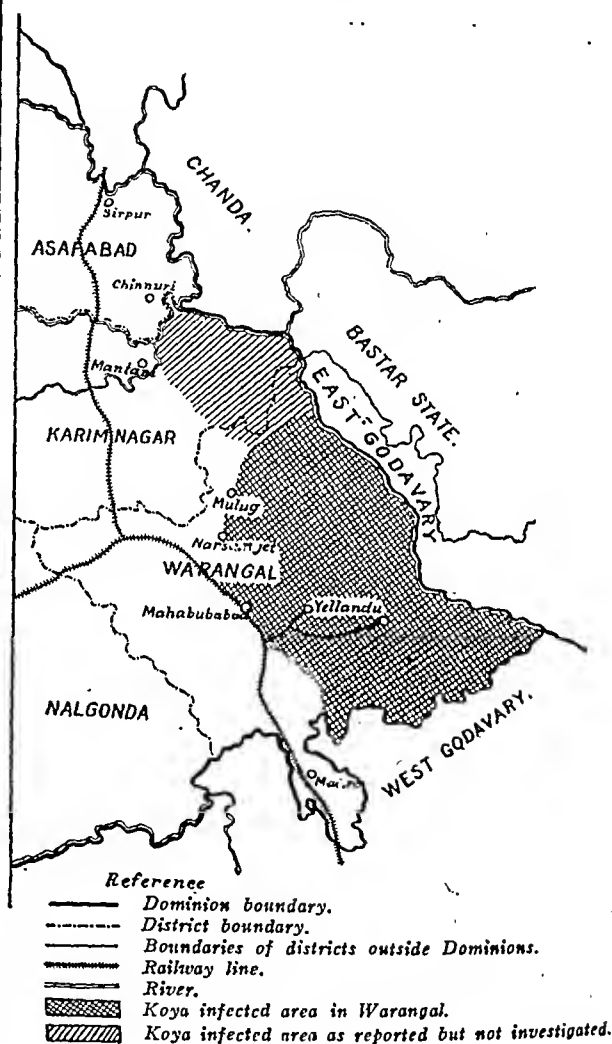 CHANDA.
Sirpur
ASAFABAD
Chinnuri
BASTAR STATE.
EAST GODAVARY
KARIMNAGAR
Mulug
WARANGAL
Mahabubabad
Yellandu
NALGONDA
WEST GODAVARY.
Reference
Dominion boundary.
District boundary.
Boundaries of districts outside Dominions.
Railway line.
River.
Koya infected area in Warangal.
Koya infected area as reported but not investigated.